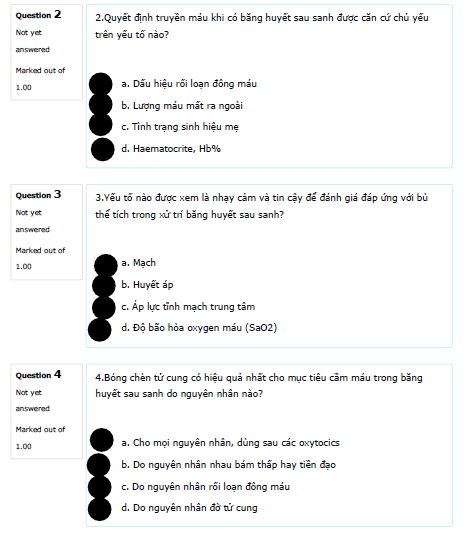 Question 2
Not yet
answered
Marked out of
1.00
2.Quyết định truyền máu khi có băng huyết sau sanh được căn cứ chủ yếu
trên yếu tố nào?
a. Dấu hiệu rối loạn đông máu
b. Lượng máu mất ra ngoài
c. Tình trạng sinh hiệu mẹ
d. Haematocrite, Hb%
Question 3
Not yet
answered
Marked out of
1.00
3.Yếu tố nào được xem là nhạy cảm và tin cậy để đánh giá đáp ứng với bù
thể tích trong xử trí băng huyết sau sanh?
a. Mạch
b. Huyết áp
c. Áp lực tĩnh mạch trung tâm
d. Độ bão hòa oxygen máu (SaO2)
Question 4
Not yet
answered
Marked out of
1.00
4.Bóng chèn tử cung có hiệu quả nhất cho mục tiêu cầm máu trong băng
huyết sau sanh do nguyên nhân nào?
a. Cho mọi nguyên nhân, dùng sau các oxytocics
b. Do nguyên nhân nhau bám thấp hay tiền đạo
c. Do nguyên nhân rối loạn đông máu
d. Do nguyên nhân đờ tử cung